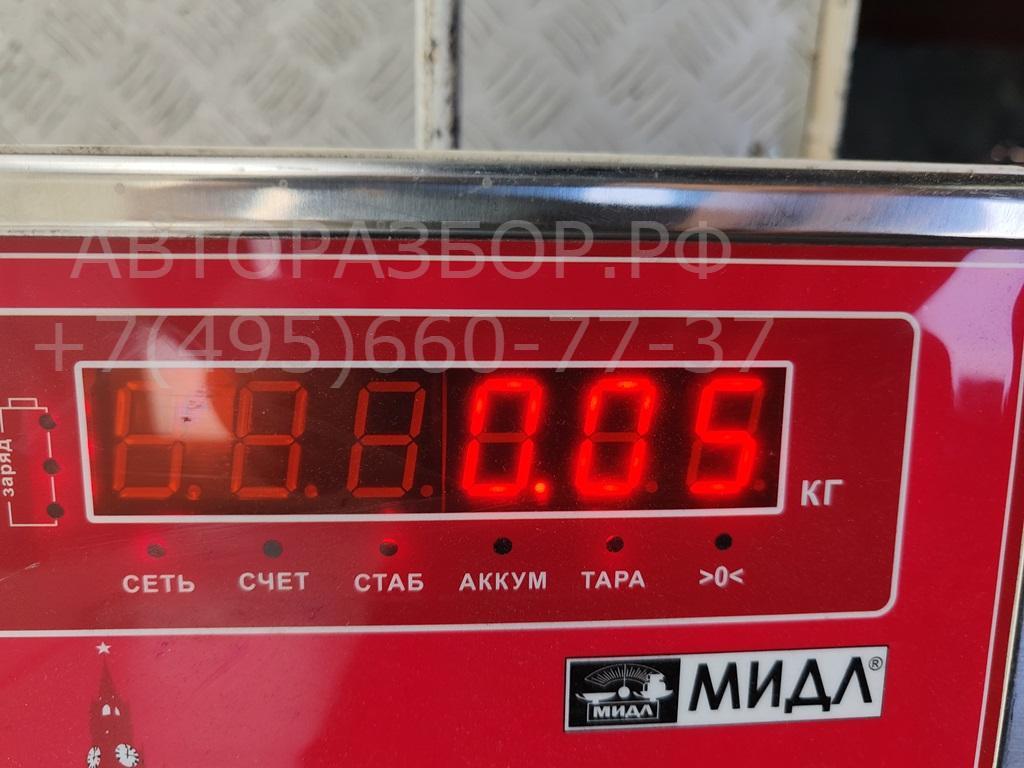 АВТОРАЗБОР.РФ
+7(495)660-77-37
заряд
0.05
КГ
СЕТЬ СЧЕТ СТАБ АККУМ ТАРА >0<
МИДЛ МИДЛ®